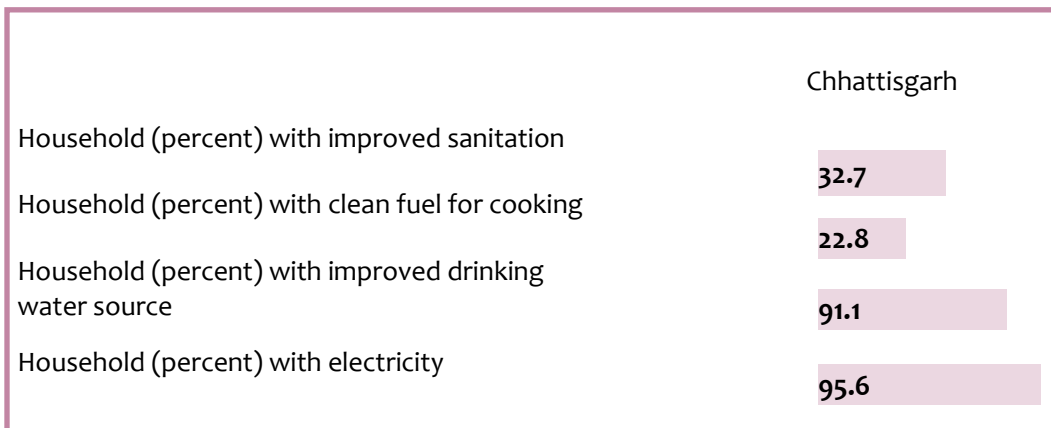 Chhattisgarh
Household (percent) with improved sanitation
32.7
Household (percent) with clean fuel for cooking
22.8
Household (percent) with improved drinking
water source
91.1
Household (percent) with electricity
95.6